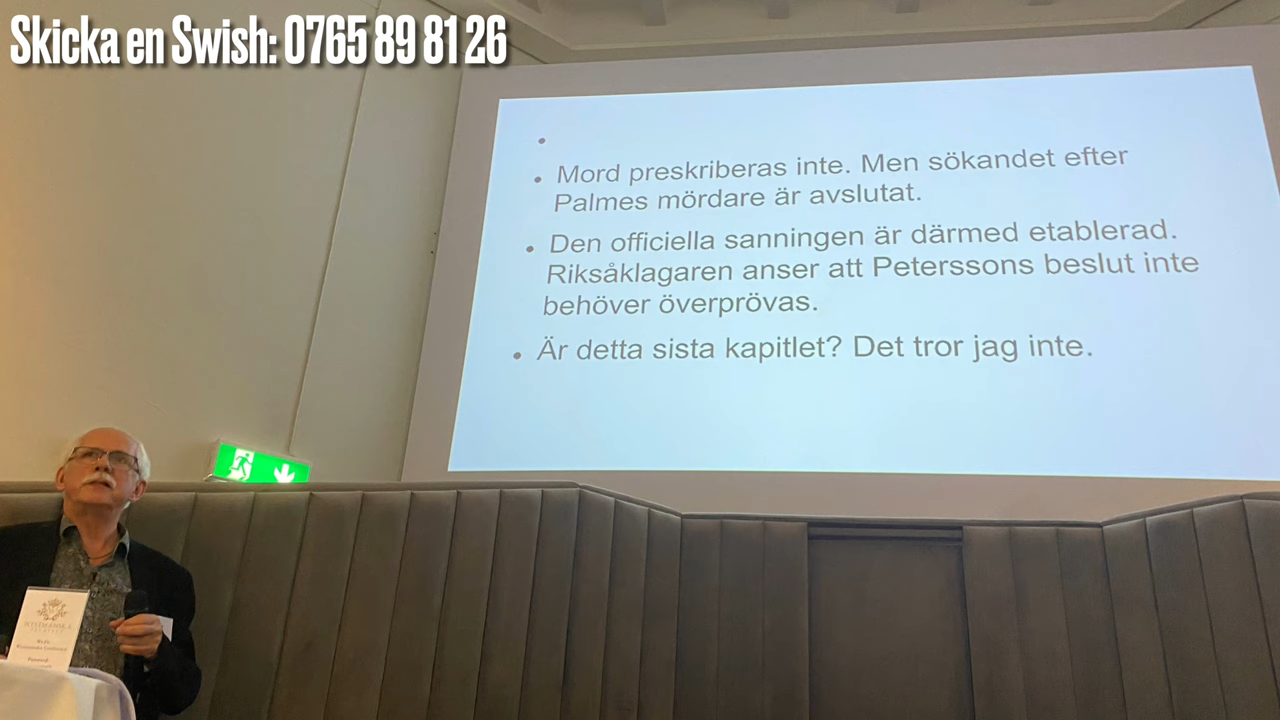 Skicka en Swish: 0765 89 81 26
• 
• Mord preskriberas inte. Men sökandet efter
Palmes mördare är avslutat.
• Den officiella sanningen är därmed etablerad.
Riksåklagaren anser att Peterssons beslut inte
behöver överprövas.
• Är detta sista kapitlet? Det tror jag inte.